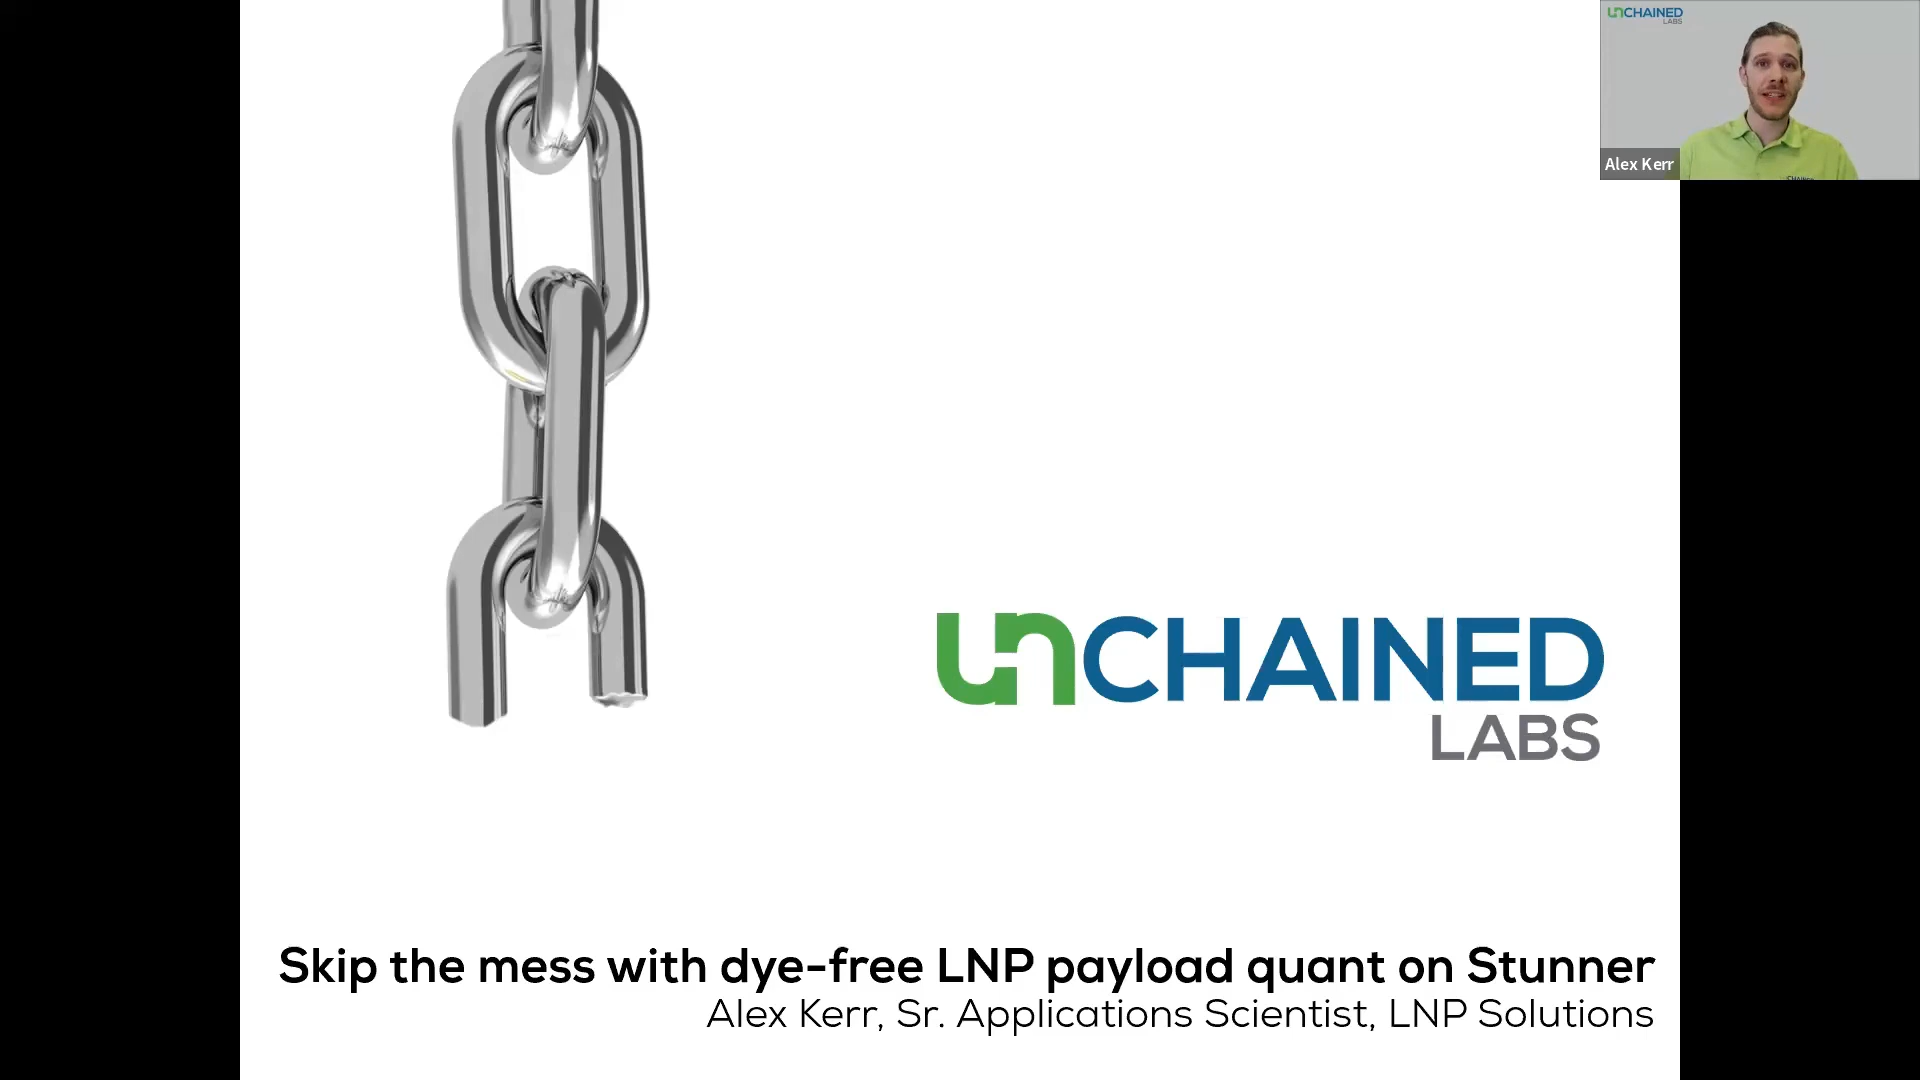 UNCHAINED
LABS
Alex Kerr
UNCHAINED
LABS
Skip the mess with dye-free LNP payload quant on Stunner
Alex Kerr, Sr. Applications Scientist, LNP Solutions